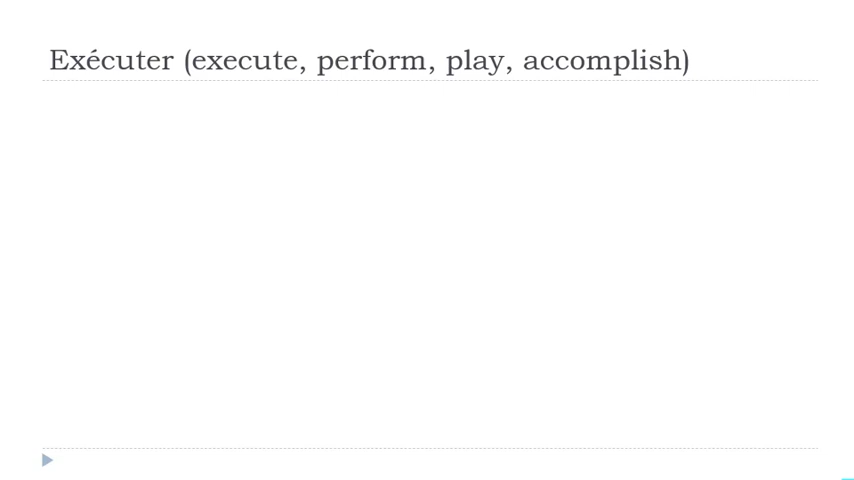 Exécuter (execute, perform, play, accomplish)